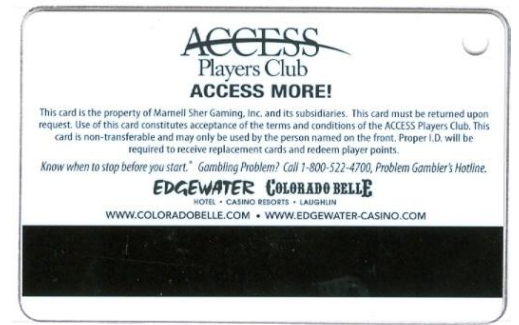 ACCESS
Players Club
ACCESS MORE!
This card is the property of Marnell Sher Gaming, Inc. and its subsidiaries. This card must be returned upon
request. Use of this card constitutes acceptance of the terms and conditions of the ACCESS Players Club. This
card is non-transferable and may only be used by the person named on the front. Proper I.D. will be
required to receive replacement cards and redeem player points.
Know when to stop before you start.® Gambling Problem? Call 1-800-522-4700, Problem Gambler's Hotline.
EDGEWATER COLORADO BELLE
HOTEL • CASINO RESORTS • LAUGHLIN
WWW.COLORADOBELLE.COM • WWW.EDGEWATER-CASINO.COM